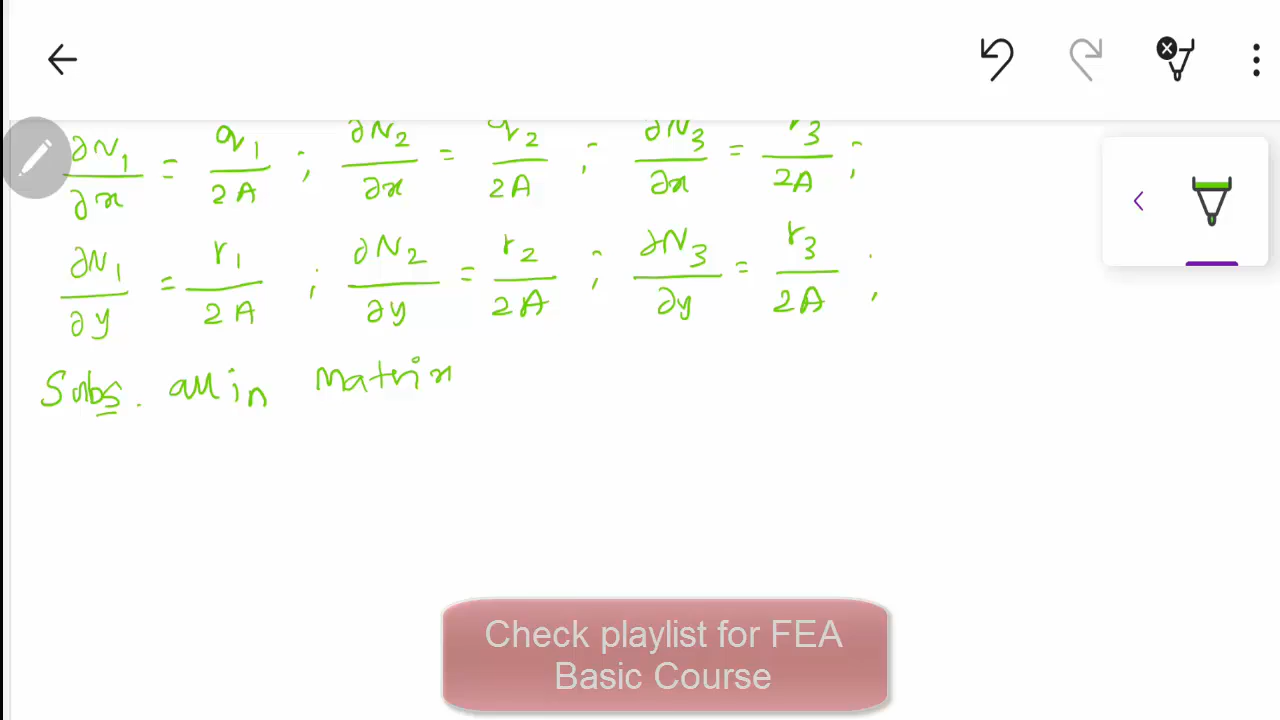 ∂N₁/∂x = q₁/2A ; ∂N₂/∂x = q₂/2A ; ∂N₃/∂x = r₃/2A ;
∂N₁/∂y = r₁/2A ; ∂N₂/∂y = r₂/2A ; ∂N₃/∂y = r₃/2A ;
Subs. all in matrix
Check playlist for FEA
Basic Course